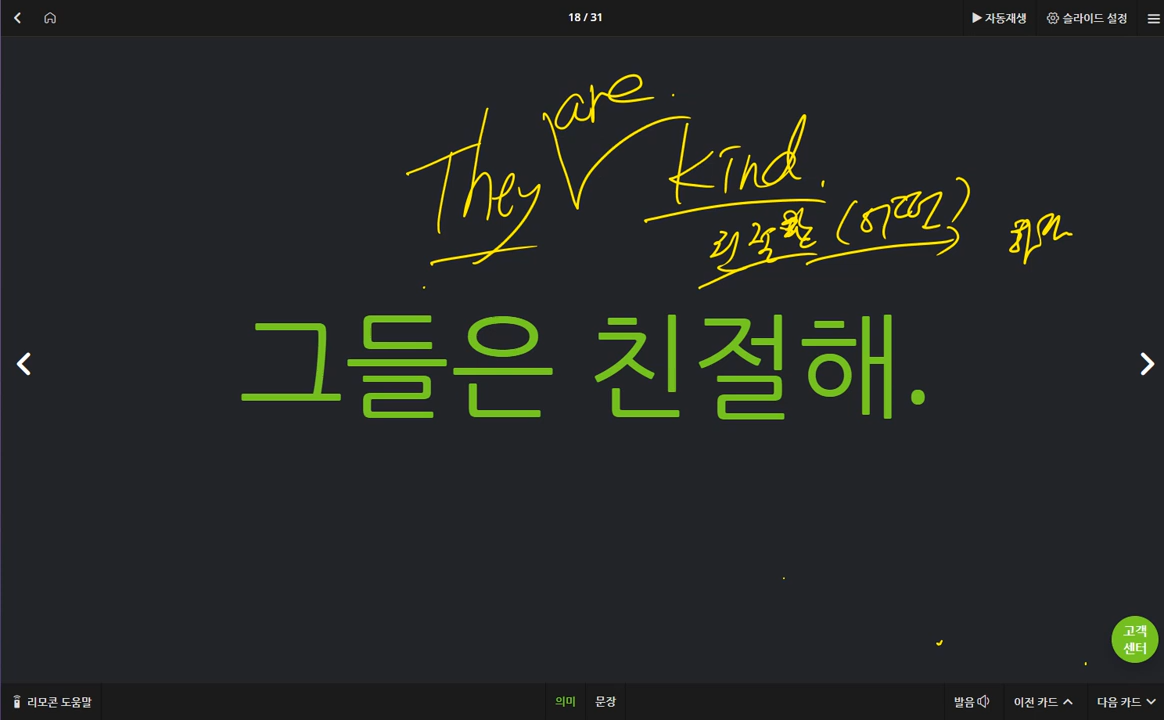 18 / 31
자동재생
슬라이드 설정
They are kind.
그들은 친절해.
고객
센터
리모콘 도움말
의미
문장
발음
이전 카드
다음 카드